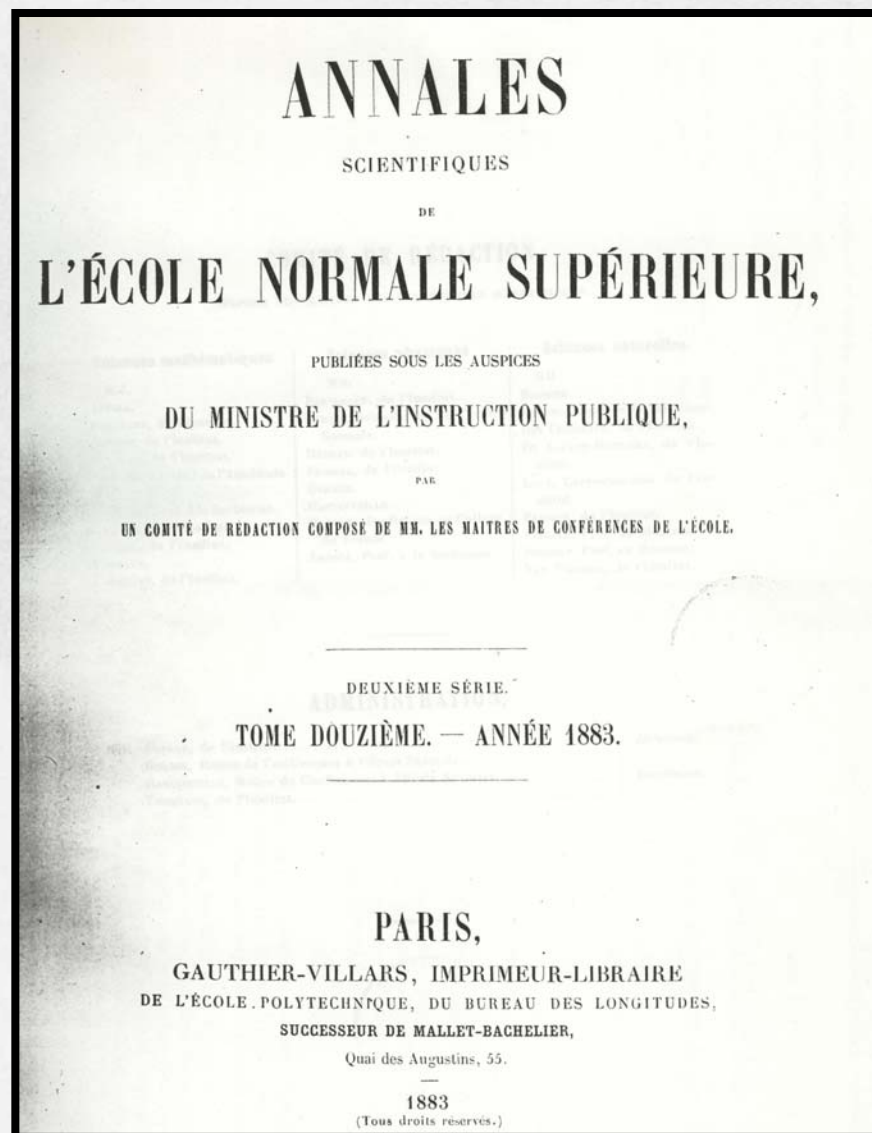 ANNALES
SCIENTIFIQUES
DE
L'ÉCOLE NORMALE SUPÉRIEURE,
PUBLIÉES SOUS LES AUSPICES
DU MINISTRE DE L'INSTRUCTION PUBLIQUE,
PAR
UN COMITÉ DE RÉDACTION COMPOSÉ DE MM. LES MAITRES DE CONFÉRENCES DE L'ÉCOLE.
DEUXIÈME SÉRIE.
TOME DOUZIÈME. — ANNÉE 1883.
PARIS,
GAUTHIER-VILLARS, IMPRIMEUR-LIBRAIRE
DE L'ÉCOLE POLYTECHNIQUE, DU BUREAU DES LONGITUDES,
SUCCESSEUR DE MALLET-BACHELIER,
Quai des Augustins, 55.
1883
(Tous droits réservés.)